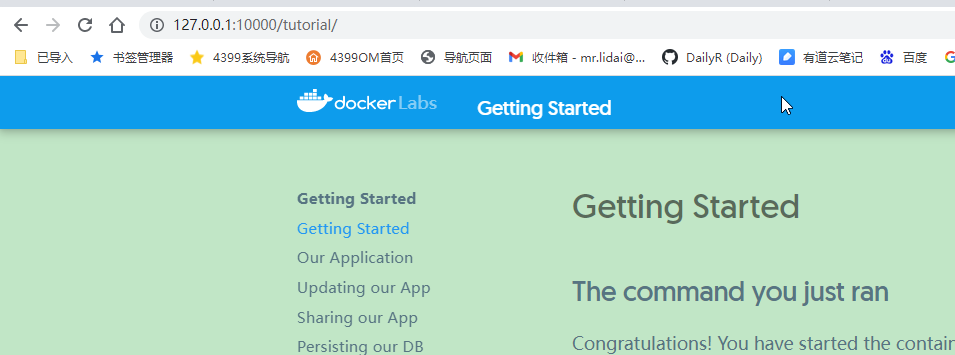 127.0.0.1:10000/tutorial/
已导入 书签管理器 4399系统导航 4399OM首页 导航页面 收件箱 - mr.lidai@... DailyR (Daily) 有道云笔记 百度
docker Labs Getting Started
Getting Started
Getting Started
Our Application
Updating our App
Sharing our App
Persisting our DB
Getting Started
The command you just ran
Congratulations! You have started the contain